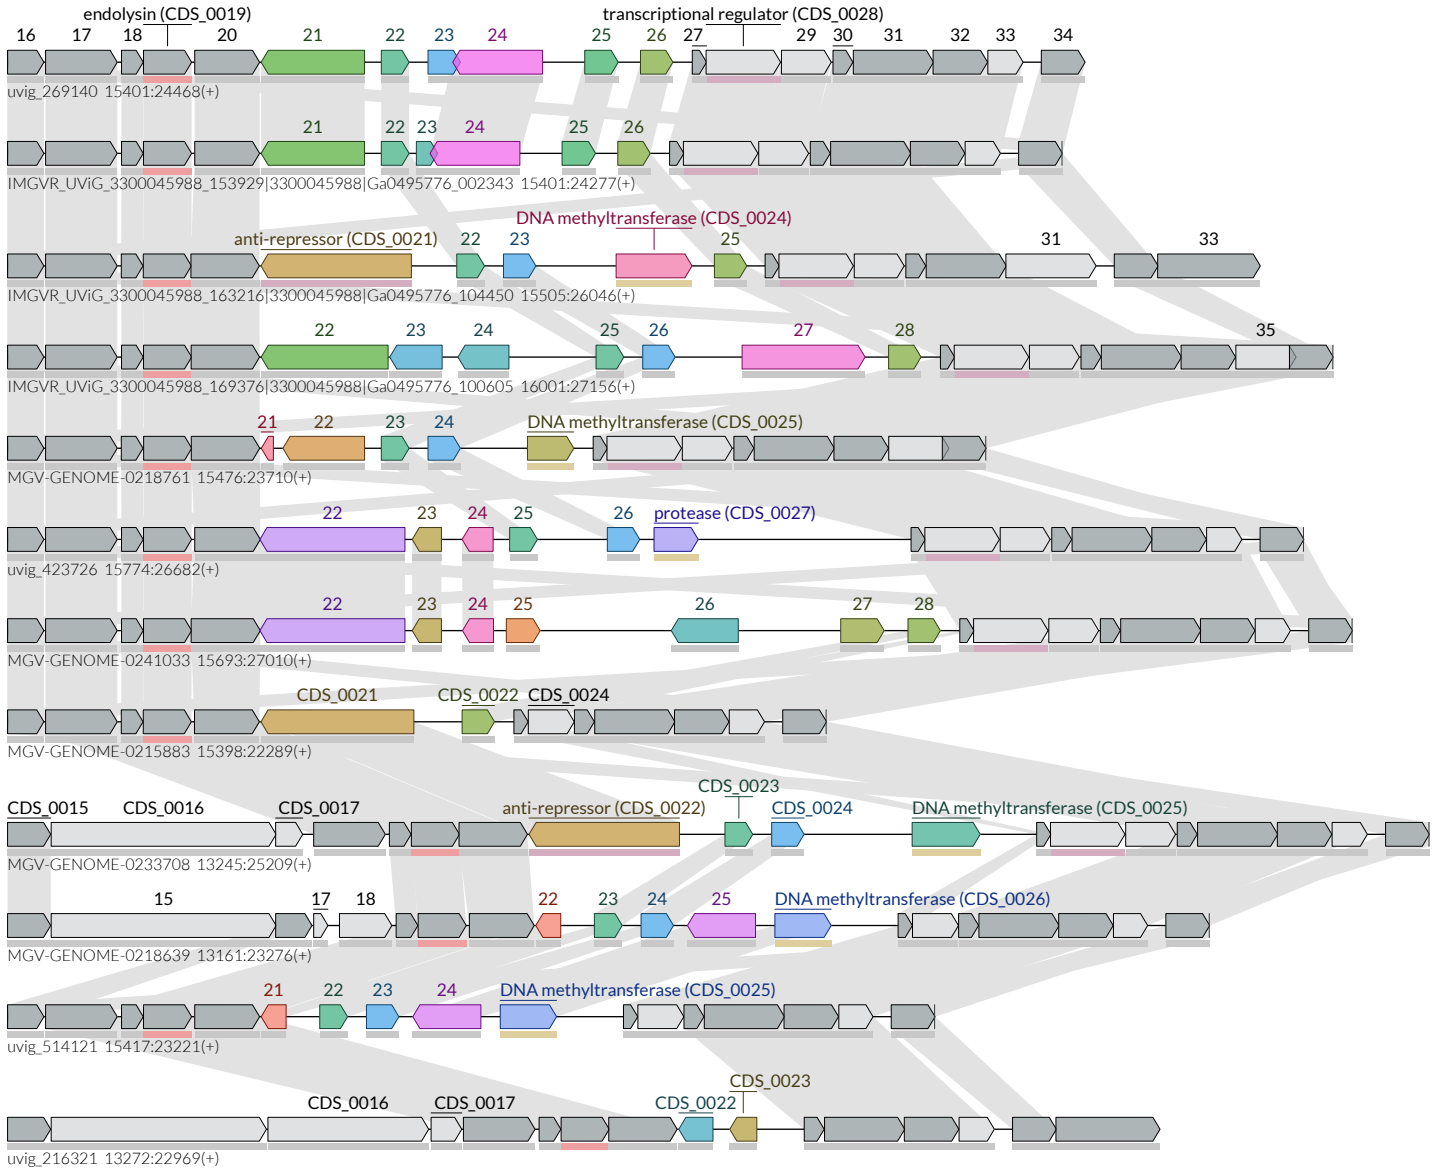 endolysin (CDS_0019) transcriptional regulator (CDS_0028)
16 17 18 20 21 22 23 24 25 26 27 29 30 31 32 33 34
uvig_269140 15401:24468(+)
21 22 23 24 25 26
IMGVR_UViG_3300045988_153929|3300045988|Ga0495776_002343 15401:24277(+)
DNA methyltransferase (CDS_0024)
anti-repressor (CDS_0021) 22 23 25 31 33
IMGVR_UViG_3300045988_163216|3300045988|Ga0495776_104450 15505:26046(+)
22 23 24 25 26 27 28 35
IMGVR_UViG_3300045988_169376|3300045988|Ga0495776_100605 16001:27156(+)
21 22 23 24 DNA methyltransferase (CDS_0025)
MGV-GENOME-0218761 15476:23710(+)
22 23 24 25 26 protease (CDS_0027)
uvig_423726 15774:26682(+)
22 23 24 25 26 27 28
MGV-GENOME-0241033 15693:27010(+)
CDS_0021 CDS_0022 CDS_0024
MGV-GENOME-0215883 15398:22289(+)
CDS_0023
CDS_0015 CDS_0016 CDS_0017 anti-repressor (CDS_0022) CDS_0024 DNA methyltransferase (CDS_0025)
MGV-GENOME-0233708 13245:25209(+)
15 17 18 22 23 24 25 DNA methyltransferase (CDS_0026)
MGV-GENOME-0218639 13161:23276(+)
21 22 23 24 DNA methyltransferase (CDS_0025)
uvig_514121 15417:23221(+)
CDS_0023
CDS_0016 CDS_0017 CDS_0022
uvig_216321 13272:22969(+)